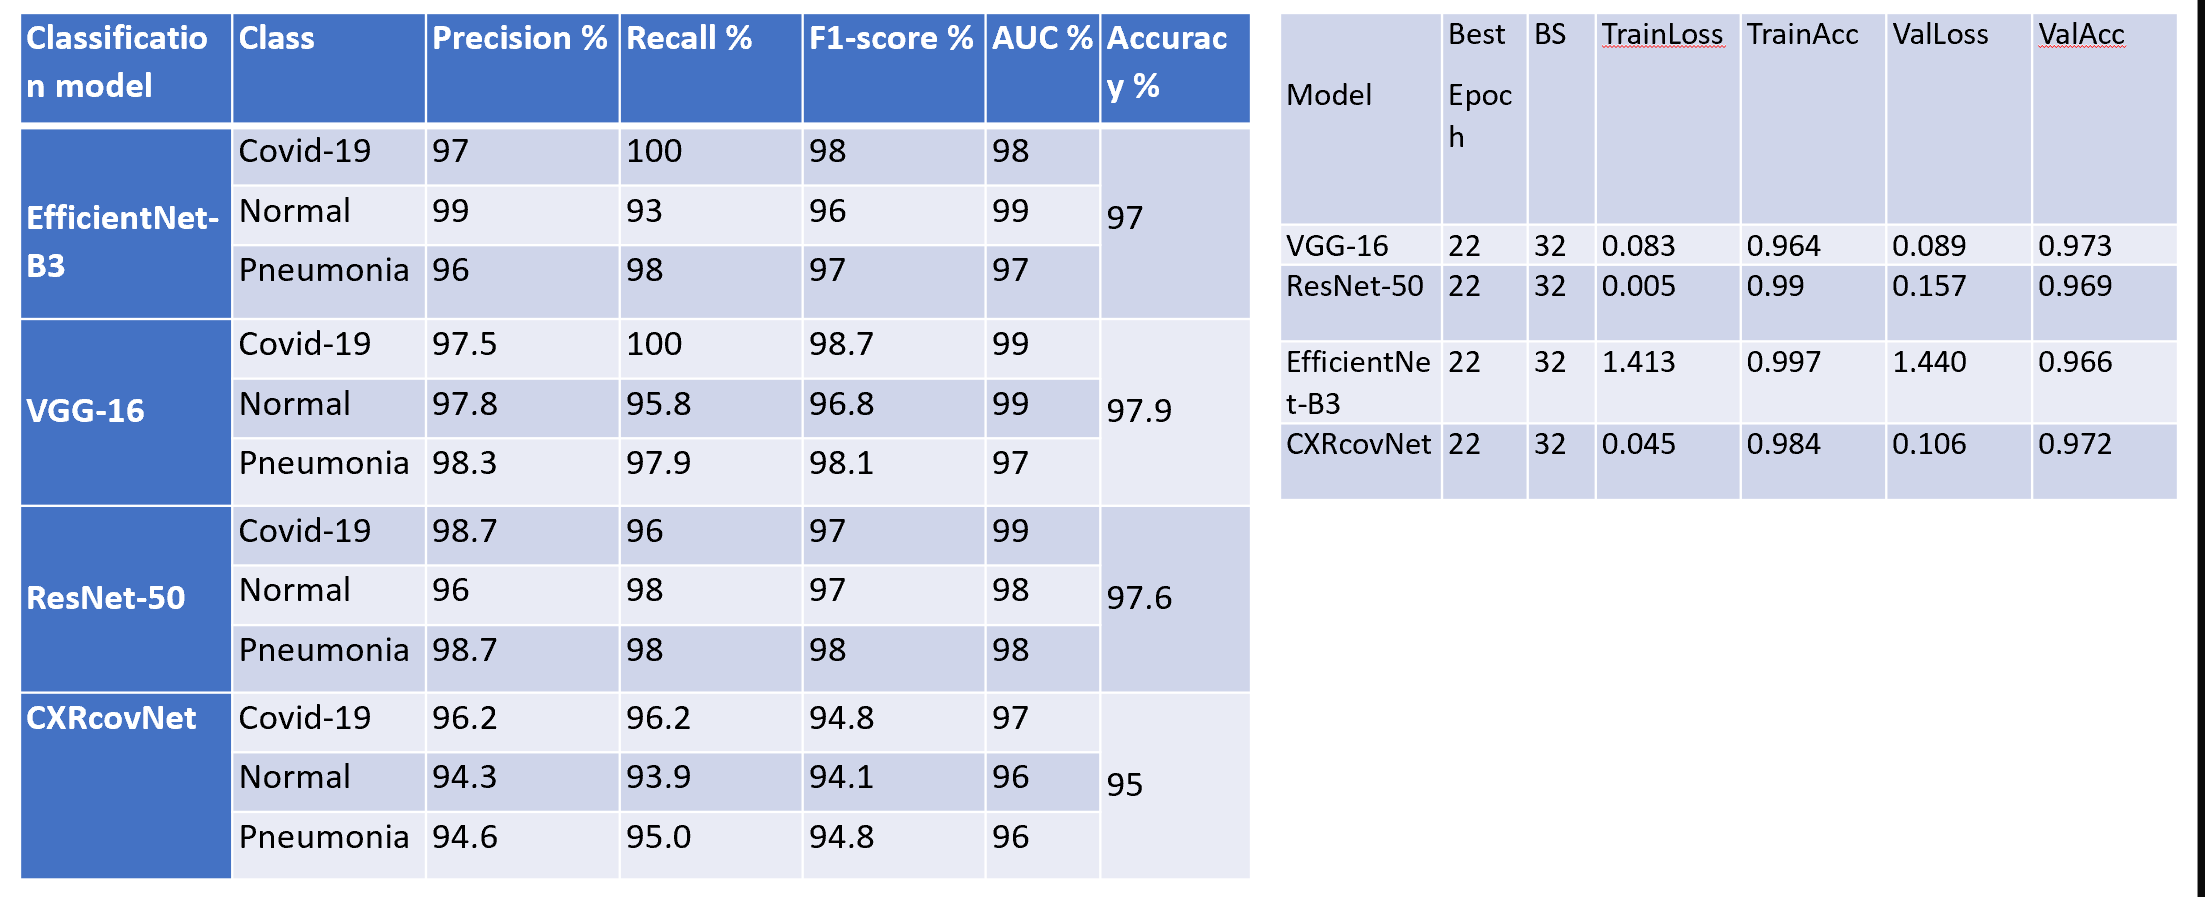 Classificatio
n model
Class
Precision %
Recall %
F1-score %
AUC %
Accurac
y %
EfficientNet-
B3
Covid-19
97
100
98
98
97
Normal
99
93
96
99
Pneumonia
96
98
97
97
VGG-16
Covid-19
97.5
100
98.7
99
97.9
Normal
97.8
95.8
96.8
99
Pneumonia
98.3
97.9
98.1
97
ResNet-50
Covid-19
98.7
96
97
99
97.6
Normal
96
98
97
98
Pneumonia
98.7
98
98
98
CXRcovNet
Covid-19
96.2
96.2
94.8
97
95
Normal
94.3
93.9
94.1
96
Pneumonia
94.6
95.0
94.8
96
Model
Best
Epoc
h
BS
TrainLoss
TrainAcc
ValLoss
ValAcc
VGG-16
22
32
0.083
0.964
0.089
0.973
ResNet-50
22
32
0.005
0.99
0.157
0.969
EfficientNe
t-B3
22
32
1.413
0.997
1.440
0.966
CXRcovNet
22
32
0.045
0.984
0.106
0.972